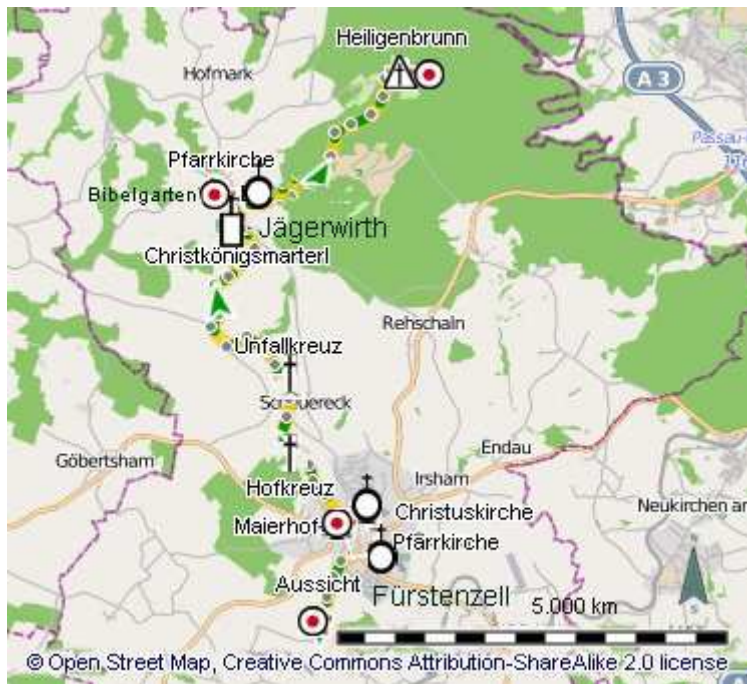 Heiligenbrunn
Hofmark
A 3
Pfarrkirche
Bibelgarten
Jägerwirth
Christkönigsmarterl
Rehschaln
Unfallkreuz
Göbertsham
Endau
Hofkreuz
Irsham
Christuskirche
Neukirchen am
Maierhof
Pfarrkirche
Aussicht
Fürstenzell
5.000 km
© Open Street Map, Creative Commons Attribution-ShareAlike 2.0 license